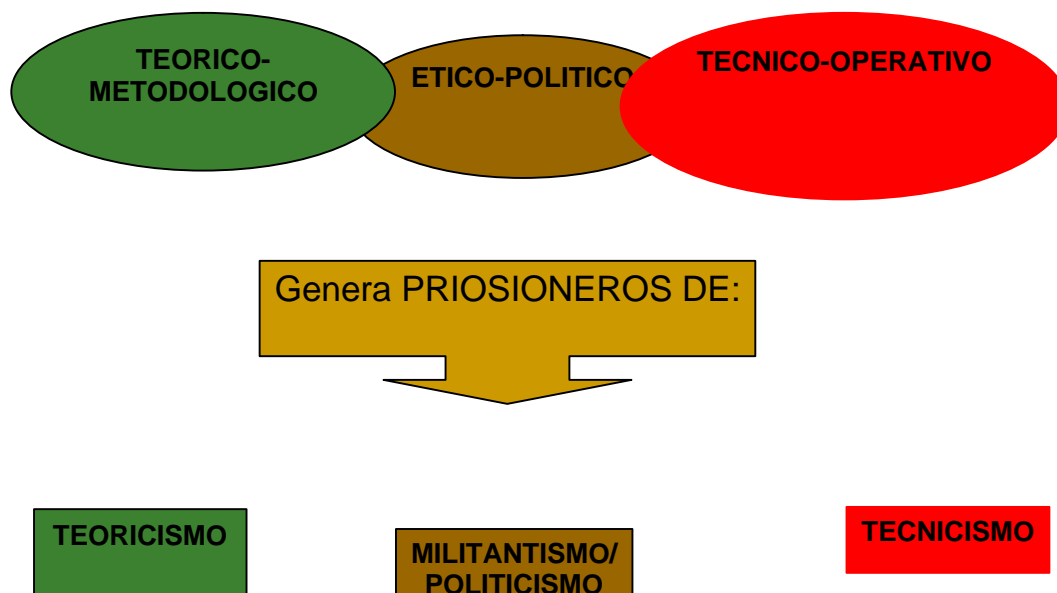 TEORICO-
METODOLOGICO
ETICO-POLITICO
TECNICO-OPERATIVO
Genera PRIOSIONEROS DE:
TEORICISMO
MILITANTISMO/
POLITICISMO
TECNICISMO